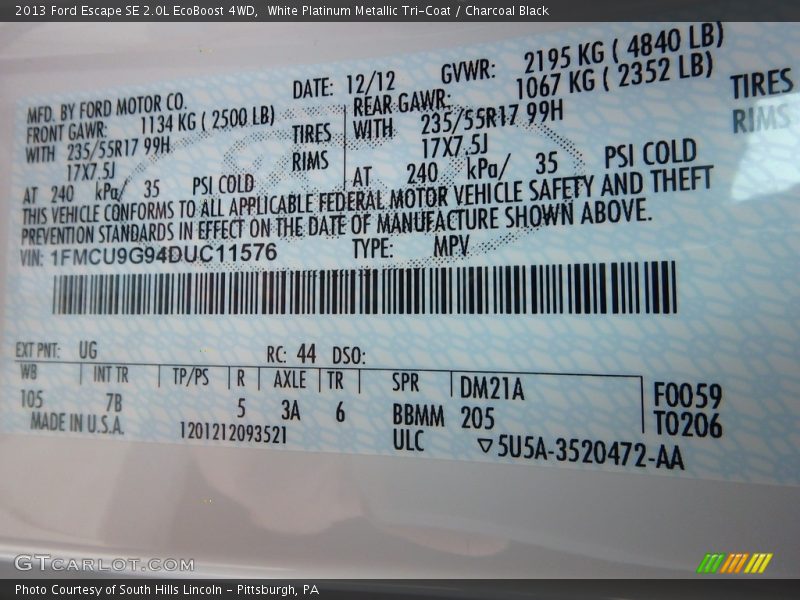 2013 Ford Escape SE 2.0L EcoBoost 4WD, White Platinum Metallic Tri-Coat / Charcoal Black
MFD. BY FORD MOTOR CO. DATE: 12/12 GVWR: 2195 KG ( 4840 LB)
FRONT GAWR: 1134 KG ( 2500 LB) REAR GAWR: 1067 KG ( 2352 LB)
WITH 235/55R17 99H TIRES WITH 235/55R17 99H TIRES
17X7.5J RIMS 17X7.5J RIMS
AT 240 kPa/ 35 PSI COLD AT 240 kPa/ 35 PSI COLD
THIS VEHICLE CONFORMS TO ALL APPLICABLE FEDERAL MOTOR VEHICLE SAFETY AND THEFT
PREVENTION STANDARDS IN EFFECT ON THE DATE OF MANUFACTURE SHOWN ABOVE.
VIN: 1FMCU9G94DUC11576 TYPE: MPV
EXT PNT: UG RC: 44 DSO:
WB INT TR TP/PS R AXLE TR SPR DM21A F0059
105 7B 5 3A 6 BBMM 205 T0206
MADE IN U.S.A. 1201212093521 ULC ▽5U5A-3520472-AA
GTCARLOT.COM
Photo Courtesy of South Hills Lincoln - Pittsburgh, PA